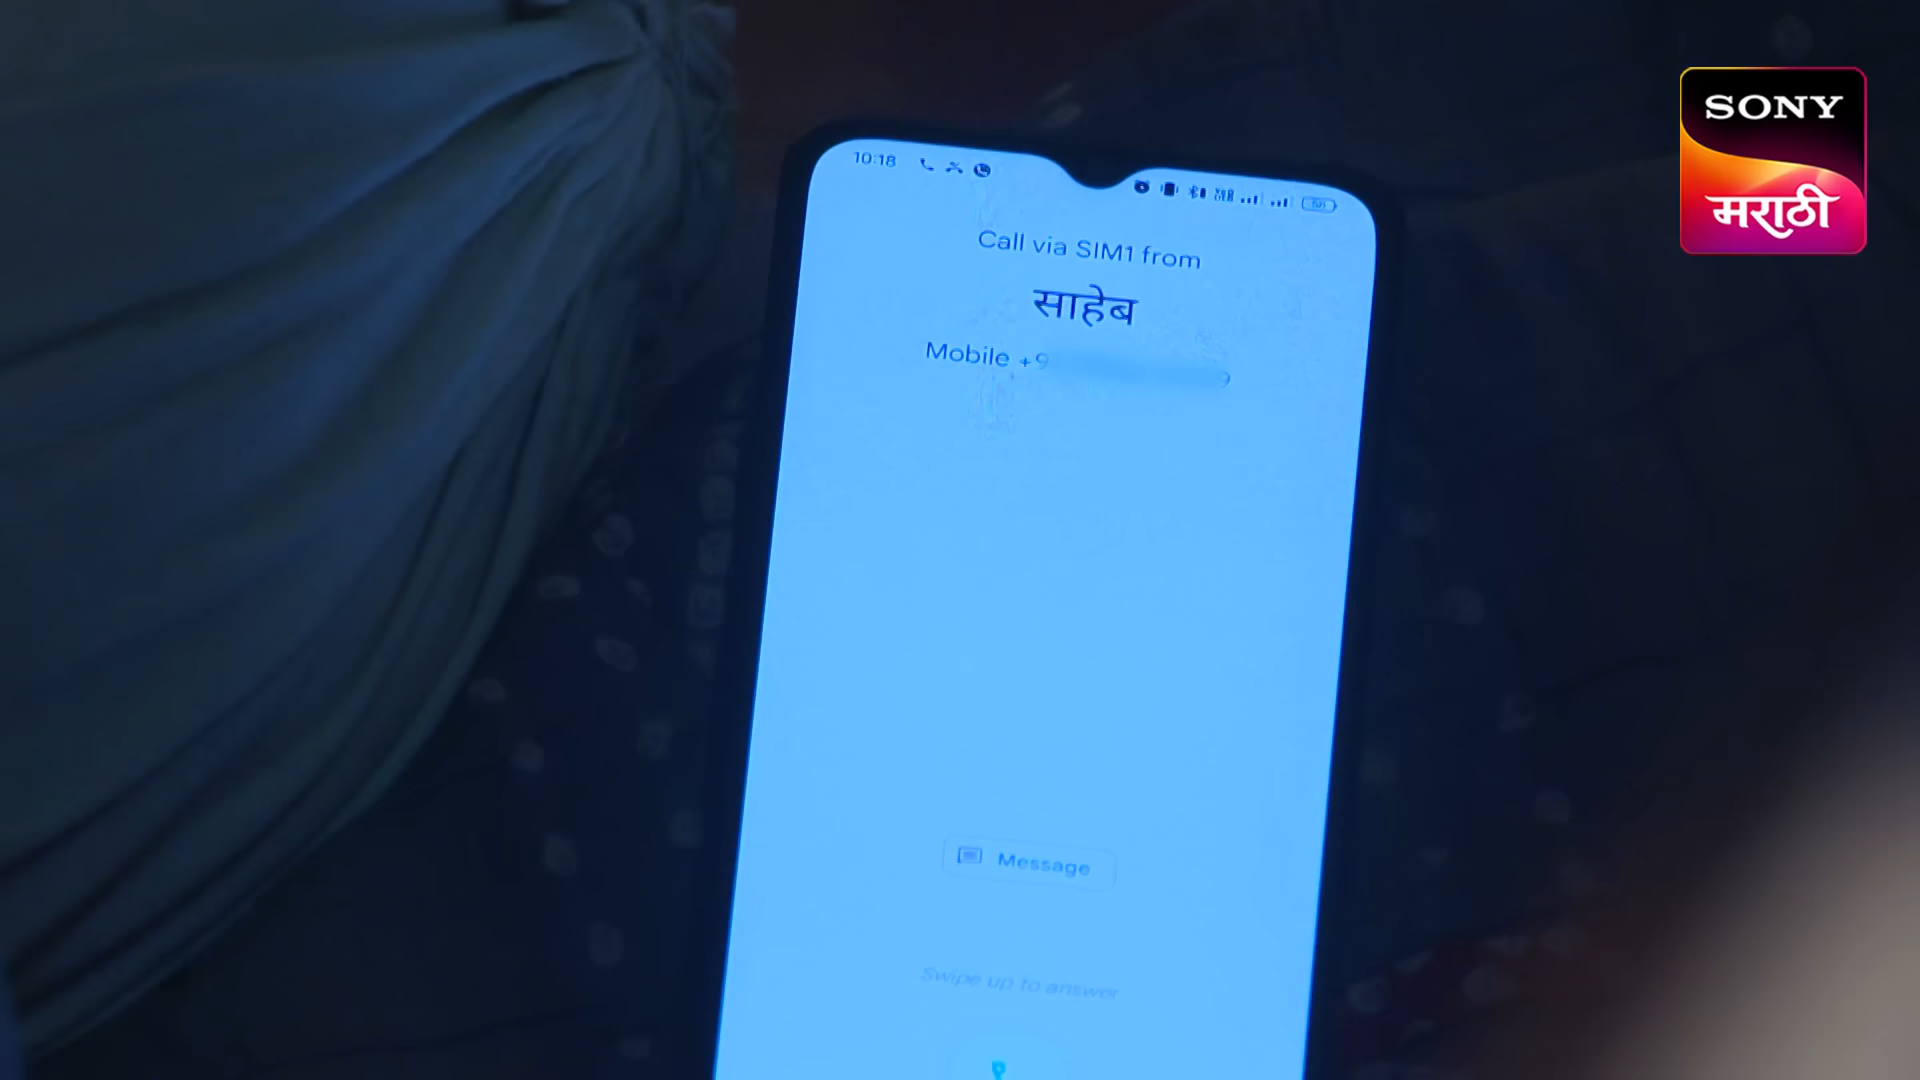 SONY
मराठी
10:18
Call via SIM1 from
साहेब
Mobile +9
Message
Swipe up to answer